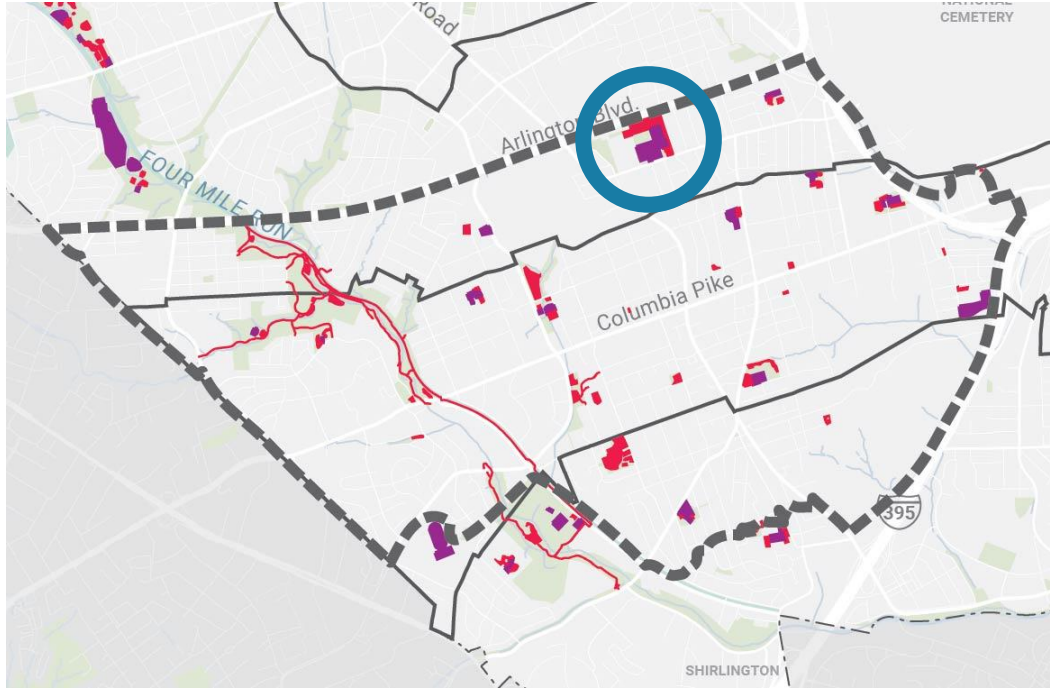 Road
NATIONAL
CEMETERY
Arlington Blvd.
FOUR MILE RUN
Columbia Pike
395
SHIRLINGTON